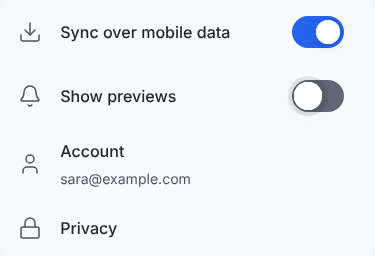 Sync over mobile data
Show previews
Account
sara@example.com
Privacy